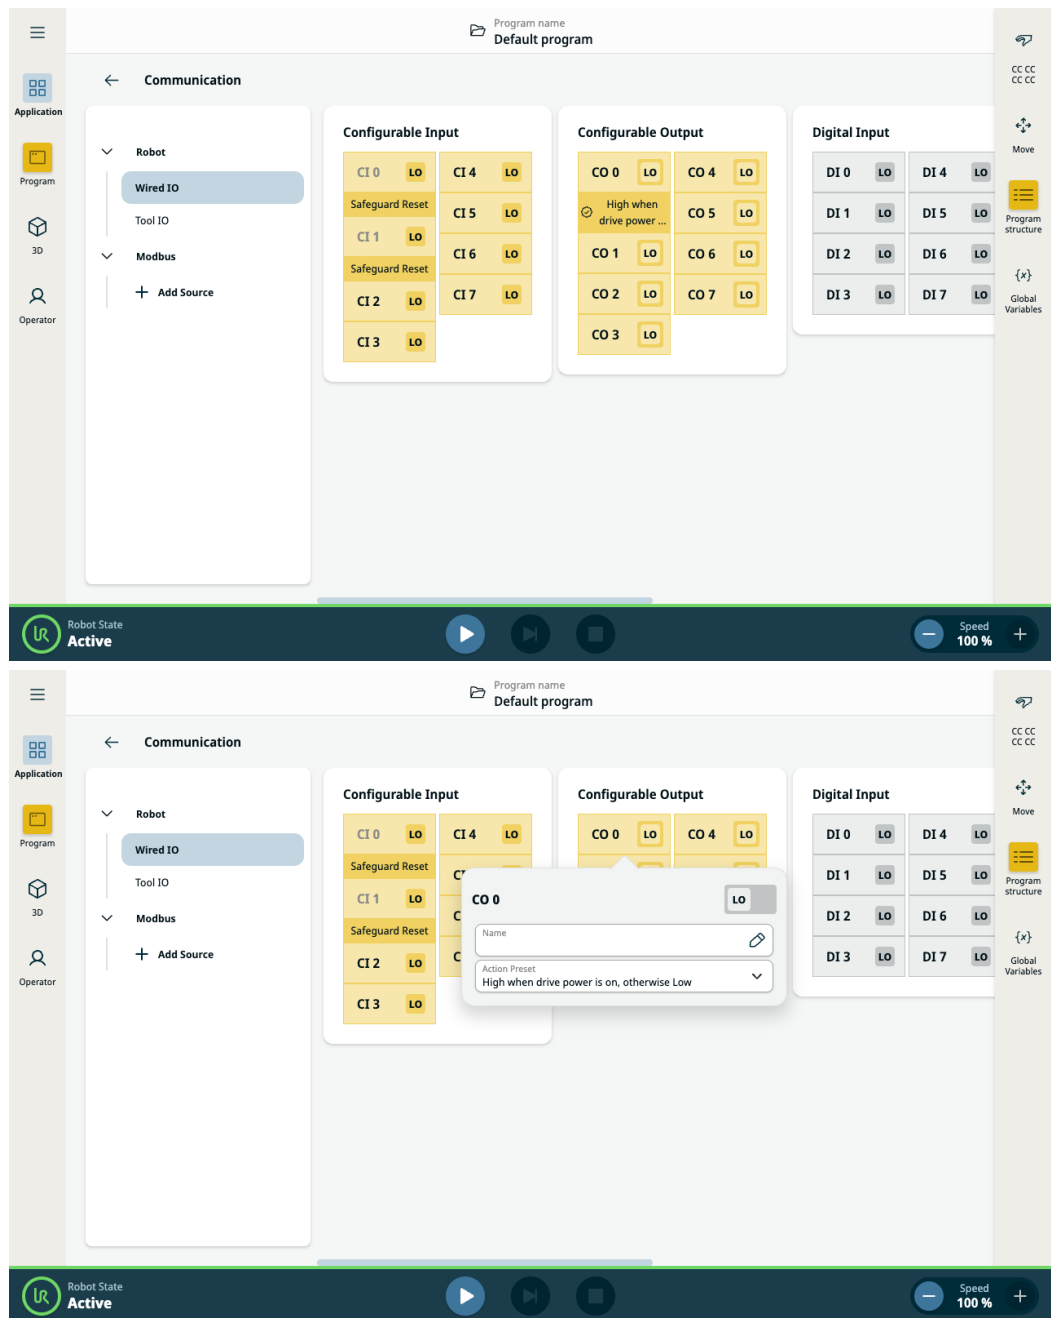 Program name
Default program
Communication
Application
Program
3D
Operator
Robot
Wired IO
Tool IO
Modbus
Add Source
Configurable Input
CI 0 LO CI 4 LO
Safeguard Reset
CI 5 LO
CI 1 LO
CI 6 LO
Safeguard Reset
CI 2 LO
CI 7 LO
CI 3 LO
Configurable Output
CO 0 LO CO 4 LO
High when
drive power ...
CO 5 LO
CO 1 LO CO 6 LO
CO 2 LO CO 7 LO
CO 3 LO
Digital Input
DI 0 LO DI 4 LO
DI 1 LO DI 5 LO
DI 2 LO DI 6 LO
DI 3 LO DI 7 LO
CC CC
CC CC
Move
Program
structure
{x}
Global
Variables
UR
Robot State
Active
Speed
100 %
Program name
Default program
Communication
Application
Program
3D
Operator
Robot
Wired IO
Tool IO
Modbus
Add Source
Configurable Input
CI 0 LO CI 4 LO
Safeguard Reset
CI 1 LO
Safeguard Reset
CI 2 LO
CI 3 LO
Configurable Output
CO 0 LO CO 4 LO
CO 0 LO
Name
Action Preset
High when drive power is on, otherwise Low
Digital Input
DI 0 LO DI 4 LO
DI 1 LO DI 5 LO
DI 2 LO DI 6 LO
DI 3 LO DI 7 LO
CC CC
CC CC
Move
Program
structure
{x}
Global
Variables
UR
Robot State
Active
Speed
100 %